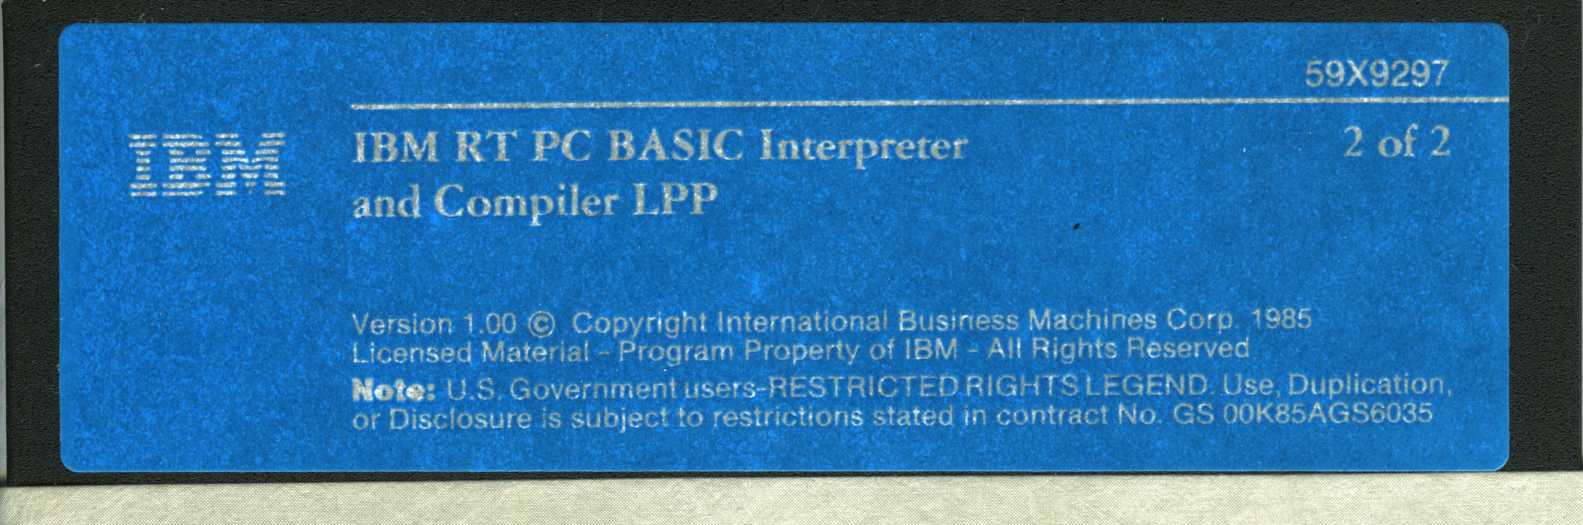 59X9297
IBM
IBM RT PC BASIC Interpreter
2 of 2
and Compiler LPP
Version 1.00 © Copyright International Business Machines Corp. 1985
Licensed Material - Program Property of IBM - All Rights Reserved
Note: U.S. Government users-RESTRICTED RIGHTS LEGEND. Use, Duplication,
or Disclosure is subject to restrictions stated in contract No. GS 00K85AGS6035